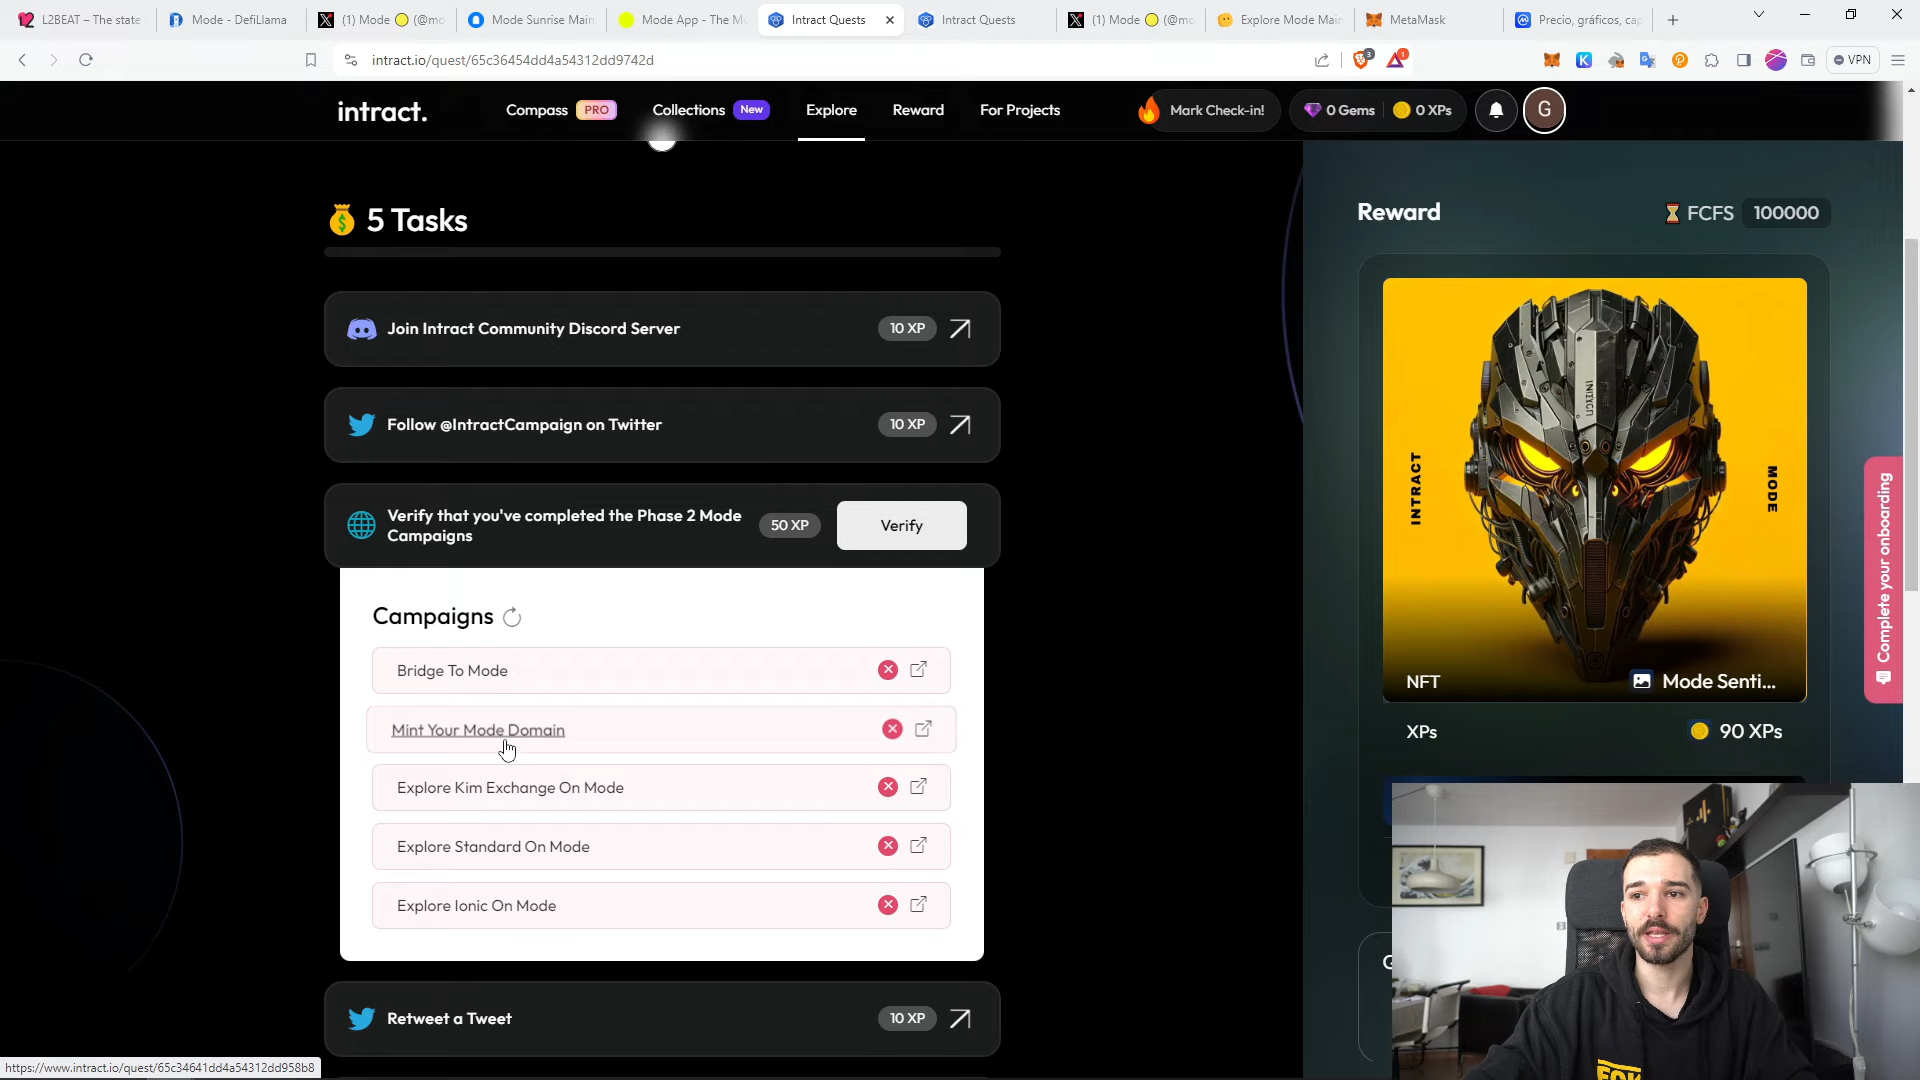 L2BEAT – The state
Mode - DefiLlama
(1) Mode 🟡 (@mo
Mode Sunrise Main
Mode App - The M
Intract Quests
Intract Quests
(1) Mode 🟡 (@mo
Explore Mode Main
MetaMask
Precio, gráficos, cap
intract.io/quest/65c36454dd4a54312dd9742d
3
1
VPN
intract.
Compass PRO
Collections New
Explore
Reward
For Projects
Mark Check-in!
0 Gems
0 XPs
G
5 Tasks
Join Intract Community Discord Server
10 XP
Follow @IntractCampaign on Twitter
10 XP
Verify that you've completed the Phase 2 Mode
Campaigns
50 XP
Verify
Campaigns
Bridge To Mode
Mint Your Mode Domain
Explore Kim Exchange On Mode
Explore Standard On Mode
Explore Ionic On Mode
Retweet a Tweet
10 XP
Reward
FCFS 100000
INTRACT
MODE
NFT
Mode Senti...
XPs
90 XPs
Complete your onboarding
https://www.intract.io/quest/65c34641dd4a54312dd958b8